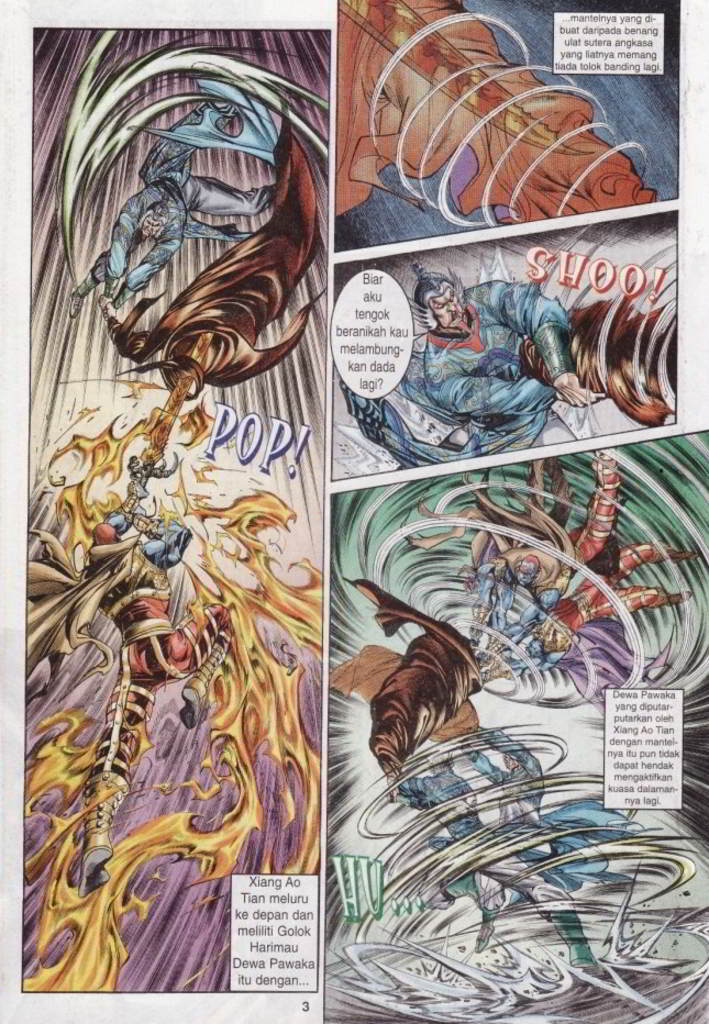 POP!
Xiang Ao
Tian meluru
ke depan dan
meliliti Golok
Harimau
Dewa Pawaka
itu dengan...
...mantelnya yang di-
buat daripada benang
ulat sutera angkasa
yang liatnya memang
tiada tolok banding lagi.
SHOO!
Biar
aku
tengok
beranikah kau
melambung-
kan dada
lagi?
Dewa Pawaka
yang diputar-
putarkan oleh
Xiang Ao Tian
dengan mantel-
nya itu pun tidak
dapat hendak
mengaktifkan
kuasa dalaman-
nya lagi.
HU...
3